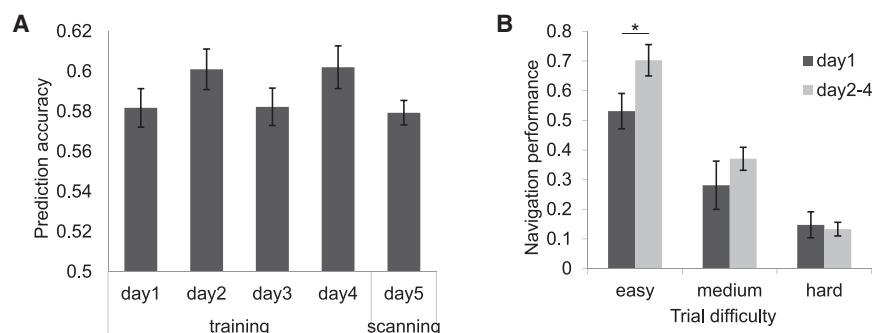 A
Prediction accuracy
0.62
0.6
0.58
0.56
0.54
0.52
0.5
day1 day2 day3 day4 day5
training scanning
B
Navigation performance
0.8
0.7
0.6
0.5
0.4
0.3
0.2
0.1
0
*
day1
day2-4
easy medium hard
Trial difficulty